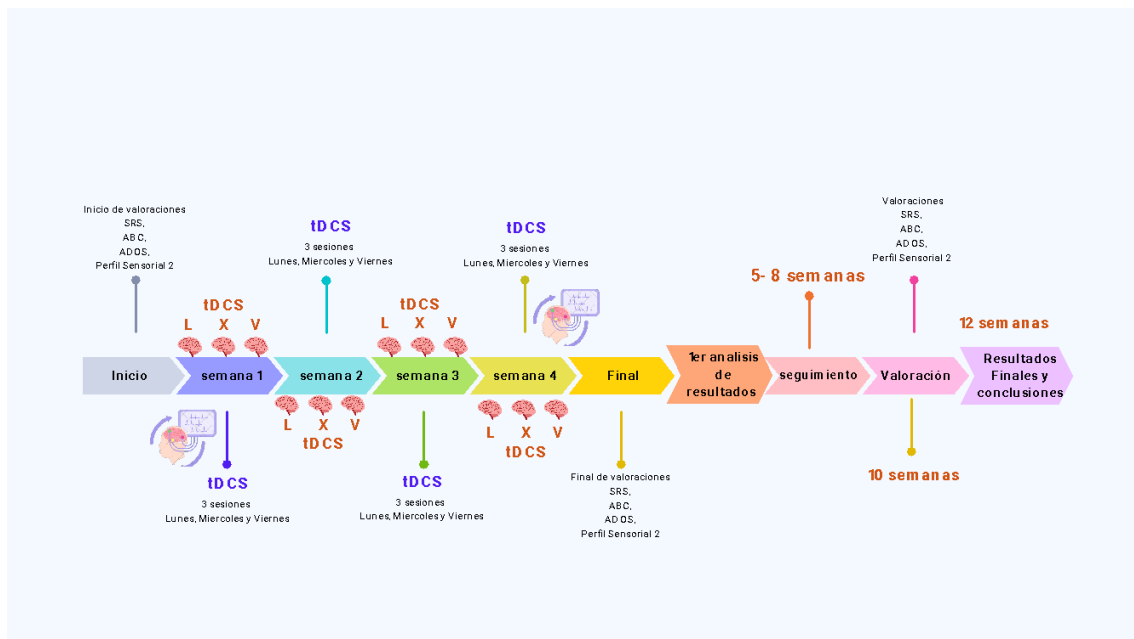 Inicio de valoraciones
SRS,
ABC,
ADOS,
Perfil Sensorial 2
tDCS
3 sesiones
Lunes, Miercoles y Viernes
tDCS
3 sesiones
Lunes, Miercoles y Viernes
Valoraciones
SRS,
ABC,
ADOS,
Perfil Sensorial 2
5- 8 semanas
12 semanas
tDCS
L X V
tDCS
L X V
Inicio
semana 1
semana 2
semana 3
semana 4
Final
1er analisis
de
resultados
seguimiento
Valoración
Resultados
Finales y
conclusiones
L X V
tDCS
L X V
tDCS
tDCS
3 sesiones
Lunes, Miercoles y Viernes
tDCS
3 sesiones
Lunes, Miercoles y Viernes
Final de valoraciones
SRS,
ABC,
ADOS,
Perfil Sensorial 2
10 semanas